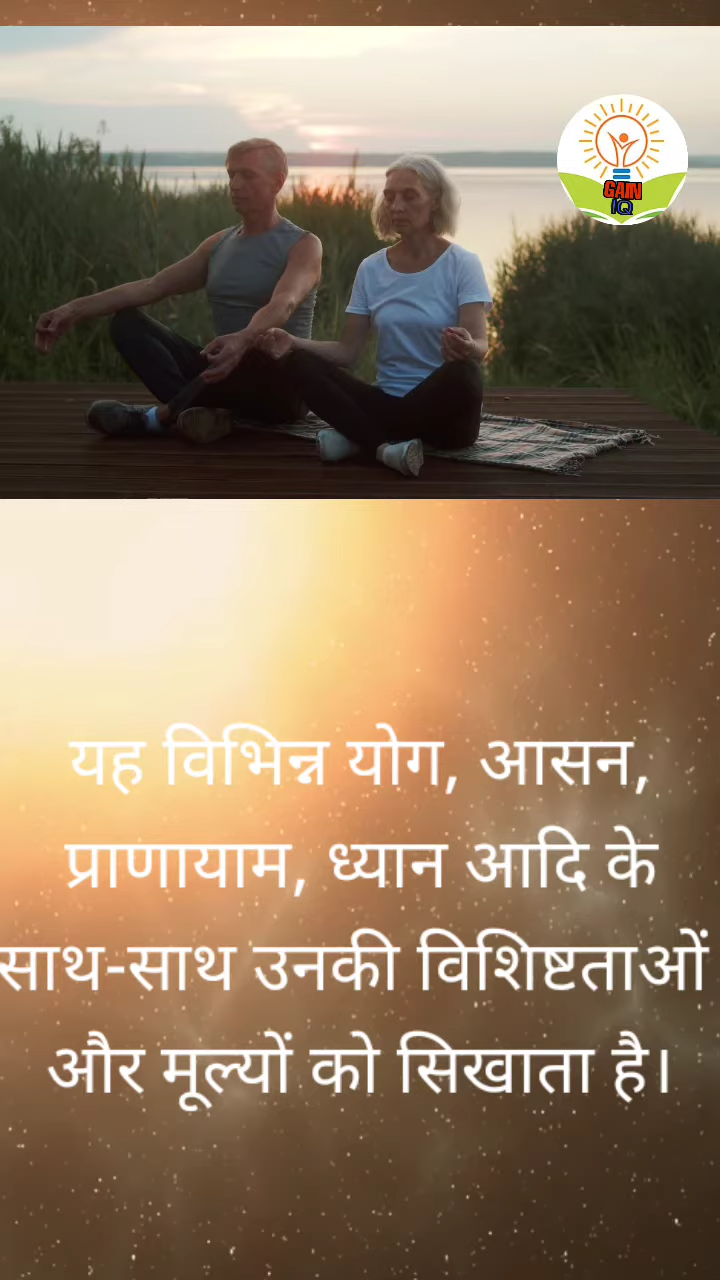 GAIN
IQ
यह विभिन्न योग, आसन,
प्राणायाम, ध्यान आदि के
साथ-साथ उनकी विशिष्टताओं
और मूल्यों को सिखाता है।